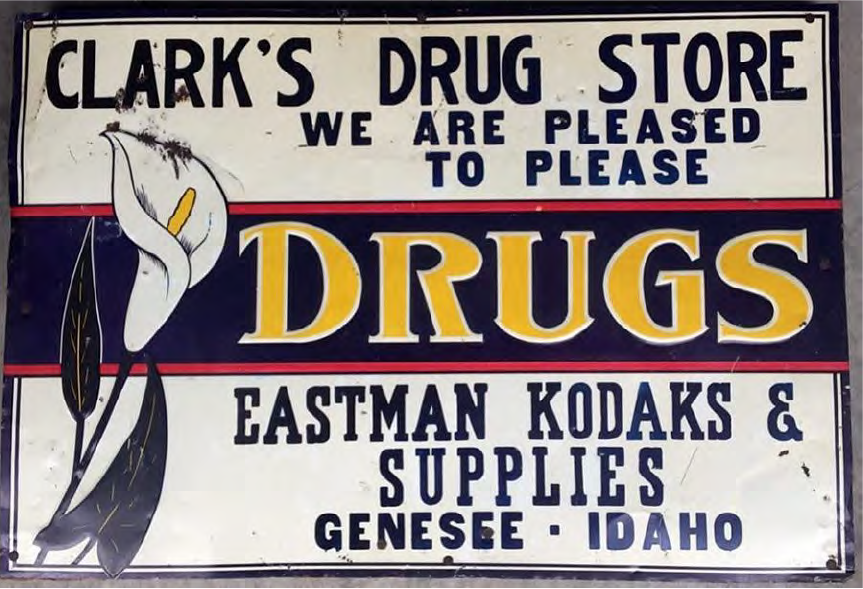 CLARK'S DRUG STORE
WE ARE PLEASED
TO PLEASE
DRUGS
EASTMAN KODAKS &
SUPPLIES
GENESEE · IDAHO